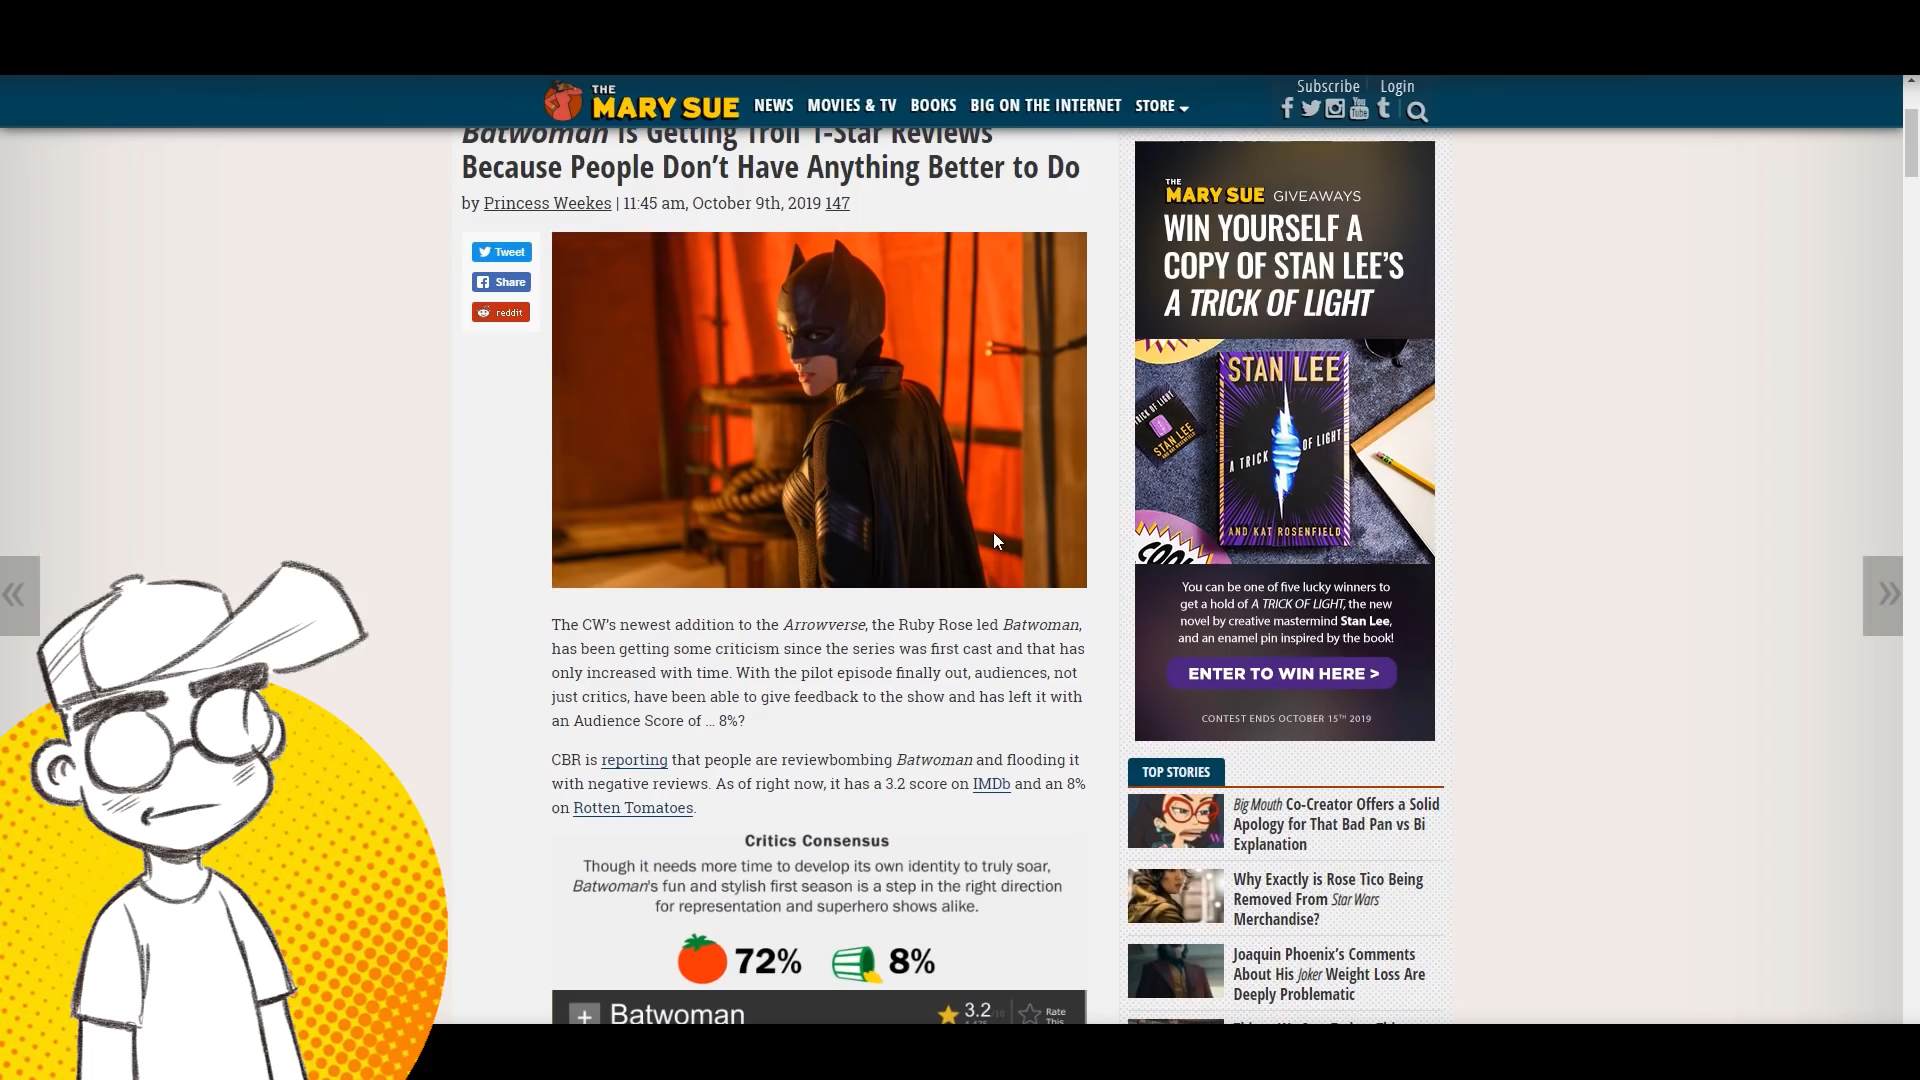 Subscribe Login
THE MARY SUE NEWS MOVIES & TV BOOKS BIG ON THE INTERNET STORE
Batwoman Is Getting Troll 1-Star Reviews
Because People Don't Have Anything Better to Do
by Princess Weekes | 11:45 am, October 9th, 2019 147
Tweet
Share
reddit
The CW's newest addition to the Arrowverse, the Ruby Rose led Batwoman,
has been getting some criticism since the series was first cast and that has
only increased with time. With the pilot episode finally out, audiences, not
just critics, have been able to give feedback to the show and has left it with
an Audience Score of ... 8%?
CBR is reporting that people are reviewbombing Batwoman and flooding it
with negative reviews. As of right now, it has a 3.2 score on IMDb and an 8%
on Rotten Tomatoes.
Critics Consensus
Though it needs more time to develop its own identity to truly soar,
Batwoman's fun and stylish first season is a step in the right direction
for representation and superhero shows alike.
72% 8%
+ Batwoman 3.2 Rate
This
THE MARY SUE GIVEAWAYS
WIN YOURSELF A
COPY OF STAN LEE'S
A TRICK OF LIGHT
STAN LEE
A TRICK OF LIGHT
AND KAT ROSENFIELD
TRICK OF LIGHT
STAN LEE
You can be one of five lucky winners to
get a hold of A TRICK OF LIGHT, the new
novel by creative mastermind Stan Lee,
and an enamel pin inspired by the book!
ENTER TO WIN HERE >
CONTEST ENDS OCTOBER 15TH 2019
TOP STORIES
Big Mouth Co-Creator Offers a Solid
Apology for That Bad Pan vs Bi
Explanation
Why Exactly is Rose Tico Being
Removed From Star Wars
Merchandise?
Joaquin Phoenix's Comments
About His Joker Weight Loss Are
Deeply Problematic